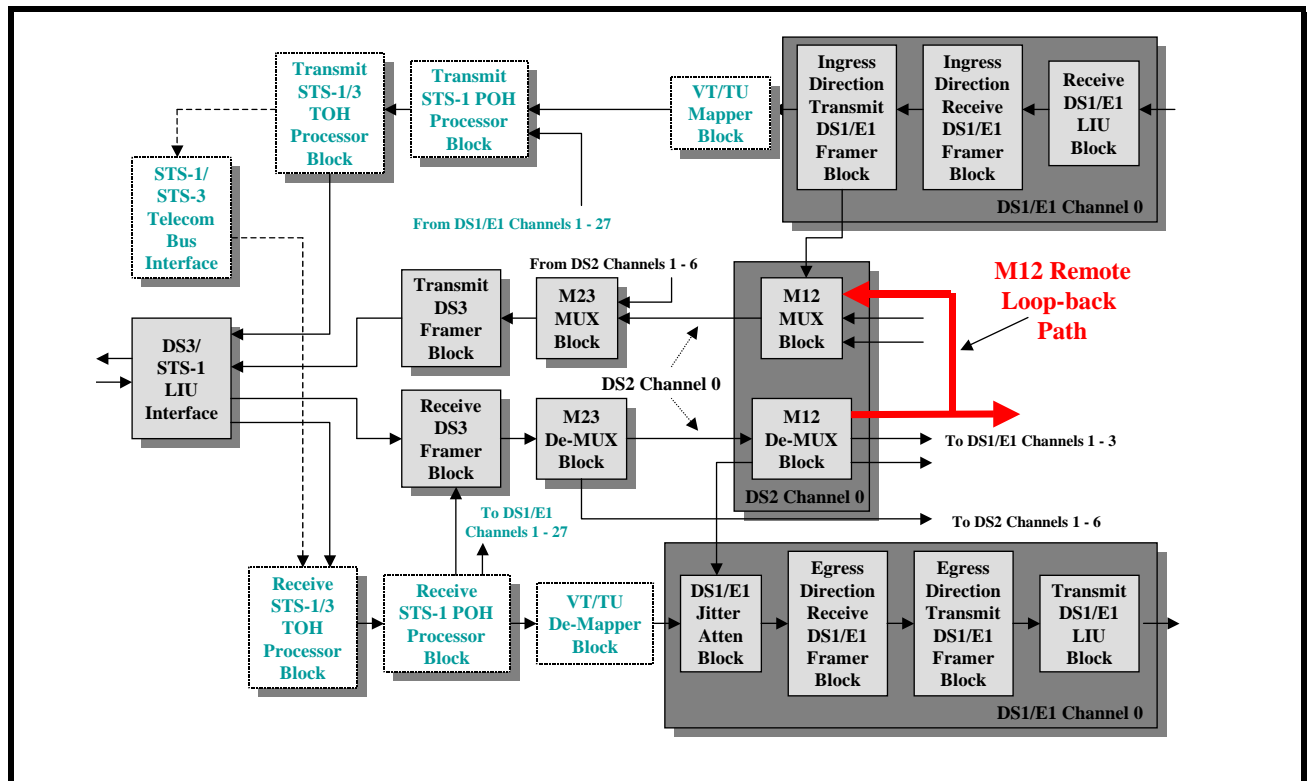 Transmit
STS-1/3
TOH
Processor
Block
Transmit
STS-1 POH
Processor
Block
VT/TU
Mapper
Block
Ingress
Direction
Transmit
DS1/E1
Framer
Block
Ingress
Direction
Receive
DS1/E1
Framer
Block
Receive
DS1/E1
LIU
Block
DS1/E1 Channel 0
STS-1/
STS-3
Telecom
Bus
Interface
From DS1/E1 Channels 1 - 27
From DS2 Channels 1 - 6
Transmit
DS3
Framer
Block
M23
MUX
Block
M12
MUX
Block
M12 Remote
Loop-back
Path
DS3/
STS-1
LIU
Interface
DS2 Channel 0
Receive
DS3
Framer
Block
M23
De-MUX
Block
M12
De-MUX
Block
To DS1/E1 Channels 1 - 3
DS2 Channel 0
To DS1/E1
Channels 1 - 27
To DS2 Channels 1 - 6
Receive
STS-1/3
TOH
Processor
Block
Receive
STS-1 POH
Processor
Block
VT/TU
De-Mapper
Block
DS1/E1
Jitter
Atten
Block
Egress
Direction
Receive
DS1/E1
Framer
Block
Egress
Direction
Transmit
DS1/E1
Framer
Block
Transmit
DS1/E1
LIU
Block
DS1/E1 Channel 0